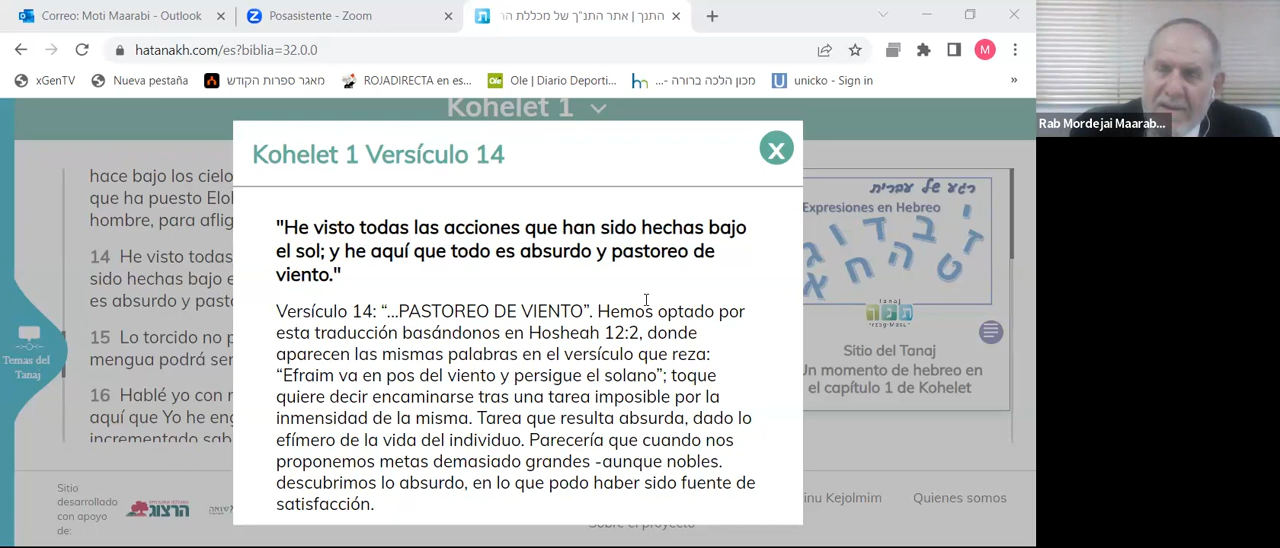 Correo: Moti Maarabi - Outlook
Posasistente - Zoom
התנך | אתר התנ"ך של מכללת הר
hatanakh.com/es?biblia=32.0.0
M
xGenTV
Nueva pestaña
מאגר ספרות הקודש
ROJADIRECTA en es...
Ole | Diario Deporti...
מכון הלכה ברורה -...
unicko - Sign in
»
Rab Mordejai Maarab...
Kohelet 1
Kohelet 1 Versículo 14
X
"He visto todas las acciones que han sido hechas bajo
el sol; y he aquí que todo es absurdo y pastoreo de
viento."
Versículo 14: “...PASTOREO DE VIENTO”. Hemos optado por
esta traducción basándonos en Hosheah 12:2, donde
aparecen las mismas palabras en el versículo que reza:
“Efraim va en pos del viento y persigue el solano”; toque
quiere decir encaminarse tras una tarea imposible por la
inmensidad de la misma. Tarea que resulta absurda, dado lo
efímero de la vida del individuo. Parecería que cuando nos
proponemos metas demasiado grandes -aunque nobles.
descubrimos lo absurdo, en lo que podo haber sido fuente de
satisfacción.
hace bajo los cielo
que ha puesto Elo
hombre, para aflig
14 He visto todas
sido hechas bajo e
es absurdo y pasto
15 Lo torcido no p
mengua podrá ser
16 Hablé yo con r
aquí que Yo he eng
incrementado sab
Temas del
Tanaj
רגע של עברית
Expresiones en Hebreo
Sitio del Tanaj
Un momento de hebreo en
el capítulo 1 de Kohelet
Sitio
desarrollado
con apoyo
de:
הרצוג
inu Kejolmim
Quienes somos
Sobre el proyecto